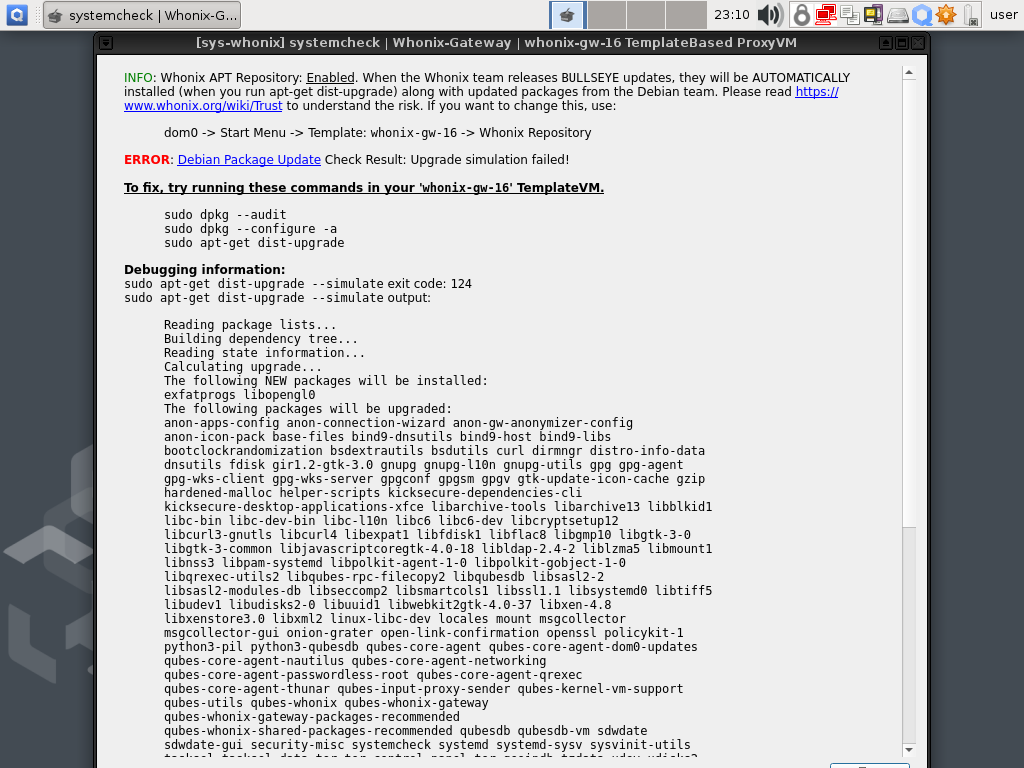 systemcheck | Whonix-G...
23:10
user
[sys-whonix] systemcheck | Whonix-Gateway | whonix-gw-16 TemplateBased ProxyVM
INFO: Whonix APT Repository: Enabled. When the Whonix team releases BULLSEYE updates, they will be AUTOMATICALLY
installed (when you run apt-get dist-upgrade) along with updated packages from the Debian team. Please read https://
www.whonix.org/wiki/Trust to understand the risk. If you want to change this, use:
dom0 -> Start Menu -> Template: whonix-gw-16 -> Whonix Repository
ERROR: Debian Package Update Check Result: Upgrade simulation failed!
To fix, try running these commands in your 'whonix-gw-16' TemplateVM.
sudo dpkg --audit
sudo dpkg --configure -a
sudo apt-get dist-upgrade
Debugging information:
sudo apt-get dist-upgrade --simulate exit code: 124
sudo apt-get dist-upgrade --simulate output:
Reading package lists...
Building dependency tree...
Reading state information...
Calculating upgrade...
The following NEW packages will be installed:
exfatprogs libopengl0
The following packages will be upgraded:
anon-apps-config anon-connection-wizard anon-gw-anonymizer-config
anon-icon-pack base-files bind9-dnsutils bind9-host bind9-libs
bootclockrandomization bsdextrautils bsdutils curl dirmngr distro-info-data
dnsutils fdisk gir1.2-gtk-3.0 gnupg gnupg-l10n gnupg-utils gpg gpg-agent
gpg-wks-client gpg-wks-server gpgconf gpgsm gpgv gtk-update-icon-cache gzip
hardened-malloc helper-scripts kicksecure-dependencies-cli
kicksecure-desktop-applications-xfce libarchive-tools libarchive13 libblkid1
libc-bin libc-dev-bin libc-l10n libc6 libc6-dev libcryptsetup12
libcurl3-gnutls libcurl4 libexpat1 libfdisk1 libflac8 libgmp10 libgtk-3-0
libgtk-3-common libjavascriptcoregtk-4.0-18 libldap-2.4-2 liblzma5 libmount1
libnss3 libpam-systemd libpolkit-agent-1-0 libpolkit-gobject-1-0
libqrexec-utils2 libqubes-rpc-filecopy2 libqubesdb libsasl2-2
libsasl2-modules-db libseccomp2 libsmartcols1 libssl1.1 libsystemd0 libtiff5
libudev1 libudisks2-0 libuuid1 libwebkit2gtk-4.0-37 libxen-4.8
libxenstore3.0 libxml2 linux-libc-dev locales mount msgcollector
msgcollector-gui onion-grater open-link-confirmation openssl policykit-1
python3-pil python3-qubesdb qubes-core-agent qubes-core-agent-dom0-updates
qubes-core-agent-nautilus qubes-core-agent-networking
qubes-core-agent-passwordless-root qubes-core-agent-qrexec
qubes-core-agent-thunar qubes-input-proxy-sender qubes-kernel-vm-support
qubes-utils qubes-whonix qubes-whonix-gateway
qubes-whonix-gateway-packages-recommended
qubes-whonix-shared-packages-recommended qubesdb qubesdb-vm sdwdate
sdwdate-gui security-misc systemcheck systemd systemd-sysv sysvinit-utils